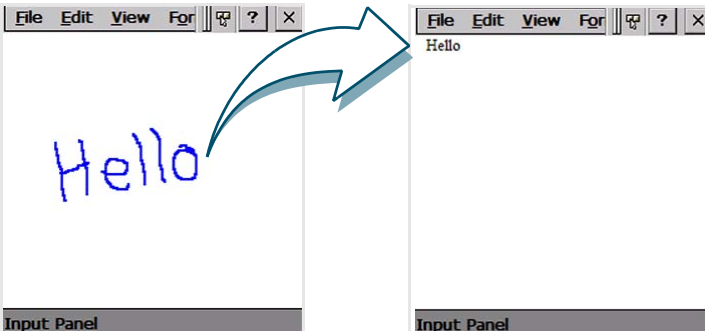 File Edit View For ? ×
Hello
Input Panel
File Edit View For ? ×
Hello
Input Panel